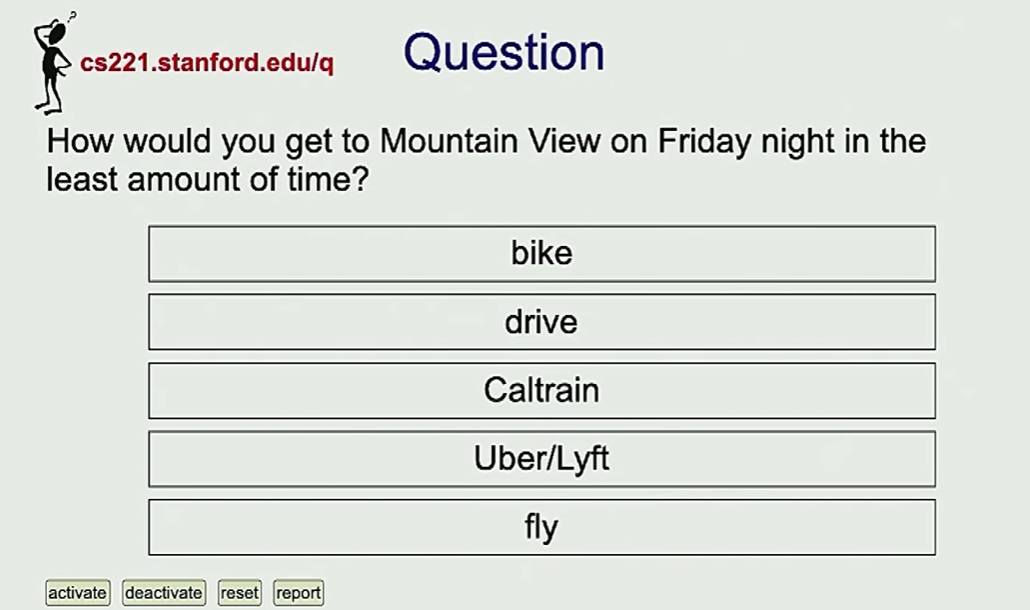 cs221.stanford.edu/q
Question
How would you get to Mountain View on Friday night in the
least amount of time?
bike
drive
Caltrain
Uber/Lyft
fly
activate deactivate reset report